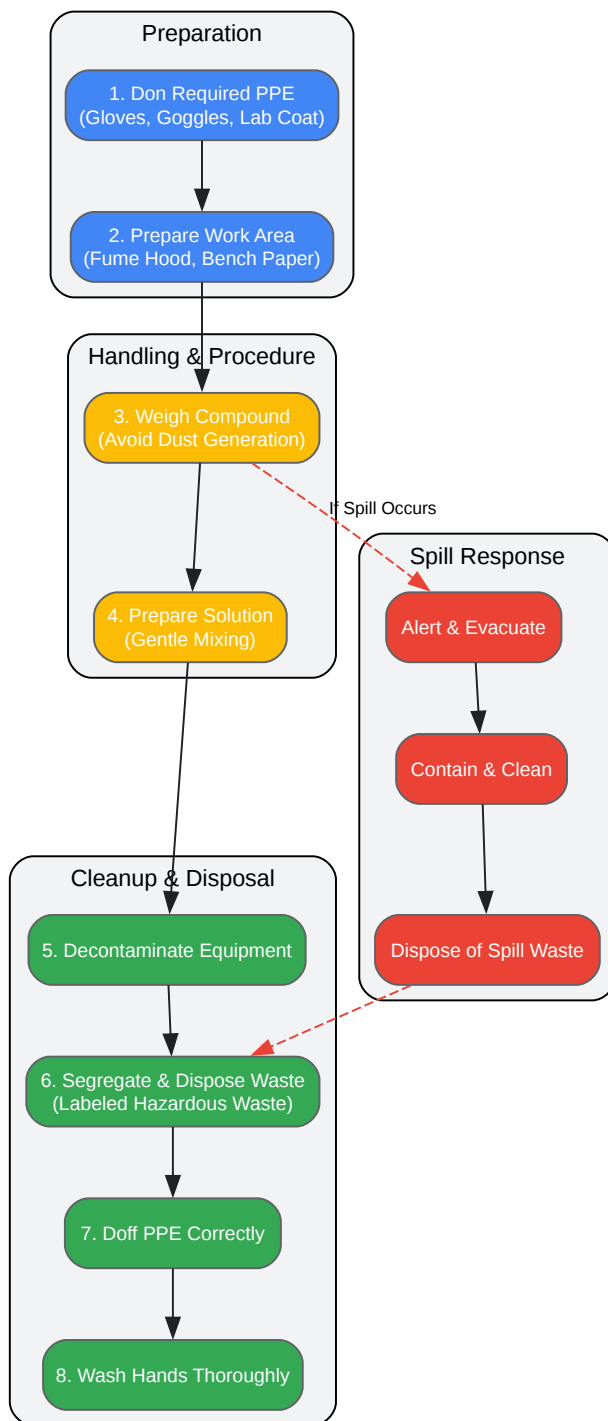 Preparation
1. Don Required PPE
(Gloves, Goggles, Lab Coat)
2. Prepare Work Area
(Fume Hood, Bench Paper)
Handling & Procedure
3. Weigh Compound
(Avoid Dust Generation)
If Spill Occurs
4. Prepare Solution
(Gentle Mixing)
Spill Response
Alert & Evacuate
Contain & Clean
Dispose of Spill Waste
Cleanup & Disposal
5. Decontaminate Equipment
6. Segregate & Dispose Waste
(Labeled Hazardous Waste)
7. Doff PPE Correctly
8. Wash Hands Thoroughly